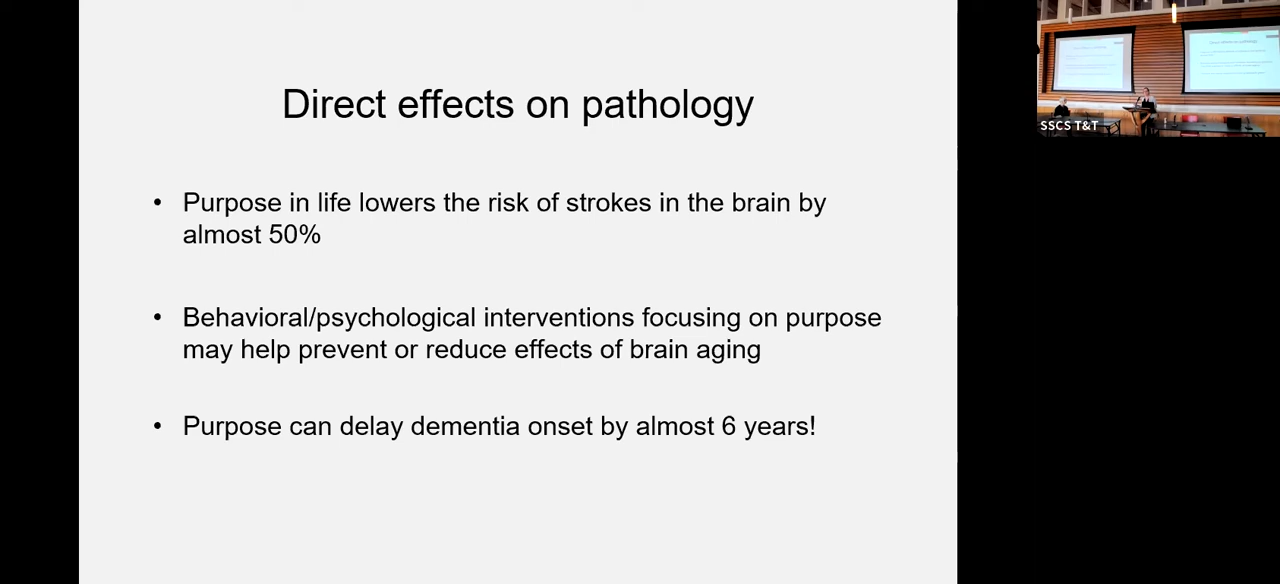 Direct effects on pathology
• Purpose in life lowers the risk of strokes in the brain by
almost 50%
• Behavioral/psychological interventions focusing on purpose
may help prevent or reduce effects of brain aging
• Purpose can delay dementia onset by almost 6 years!
SSCS T&T